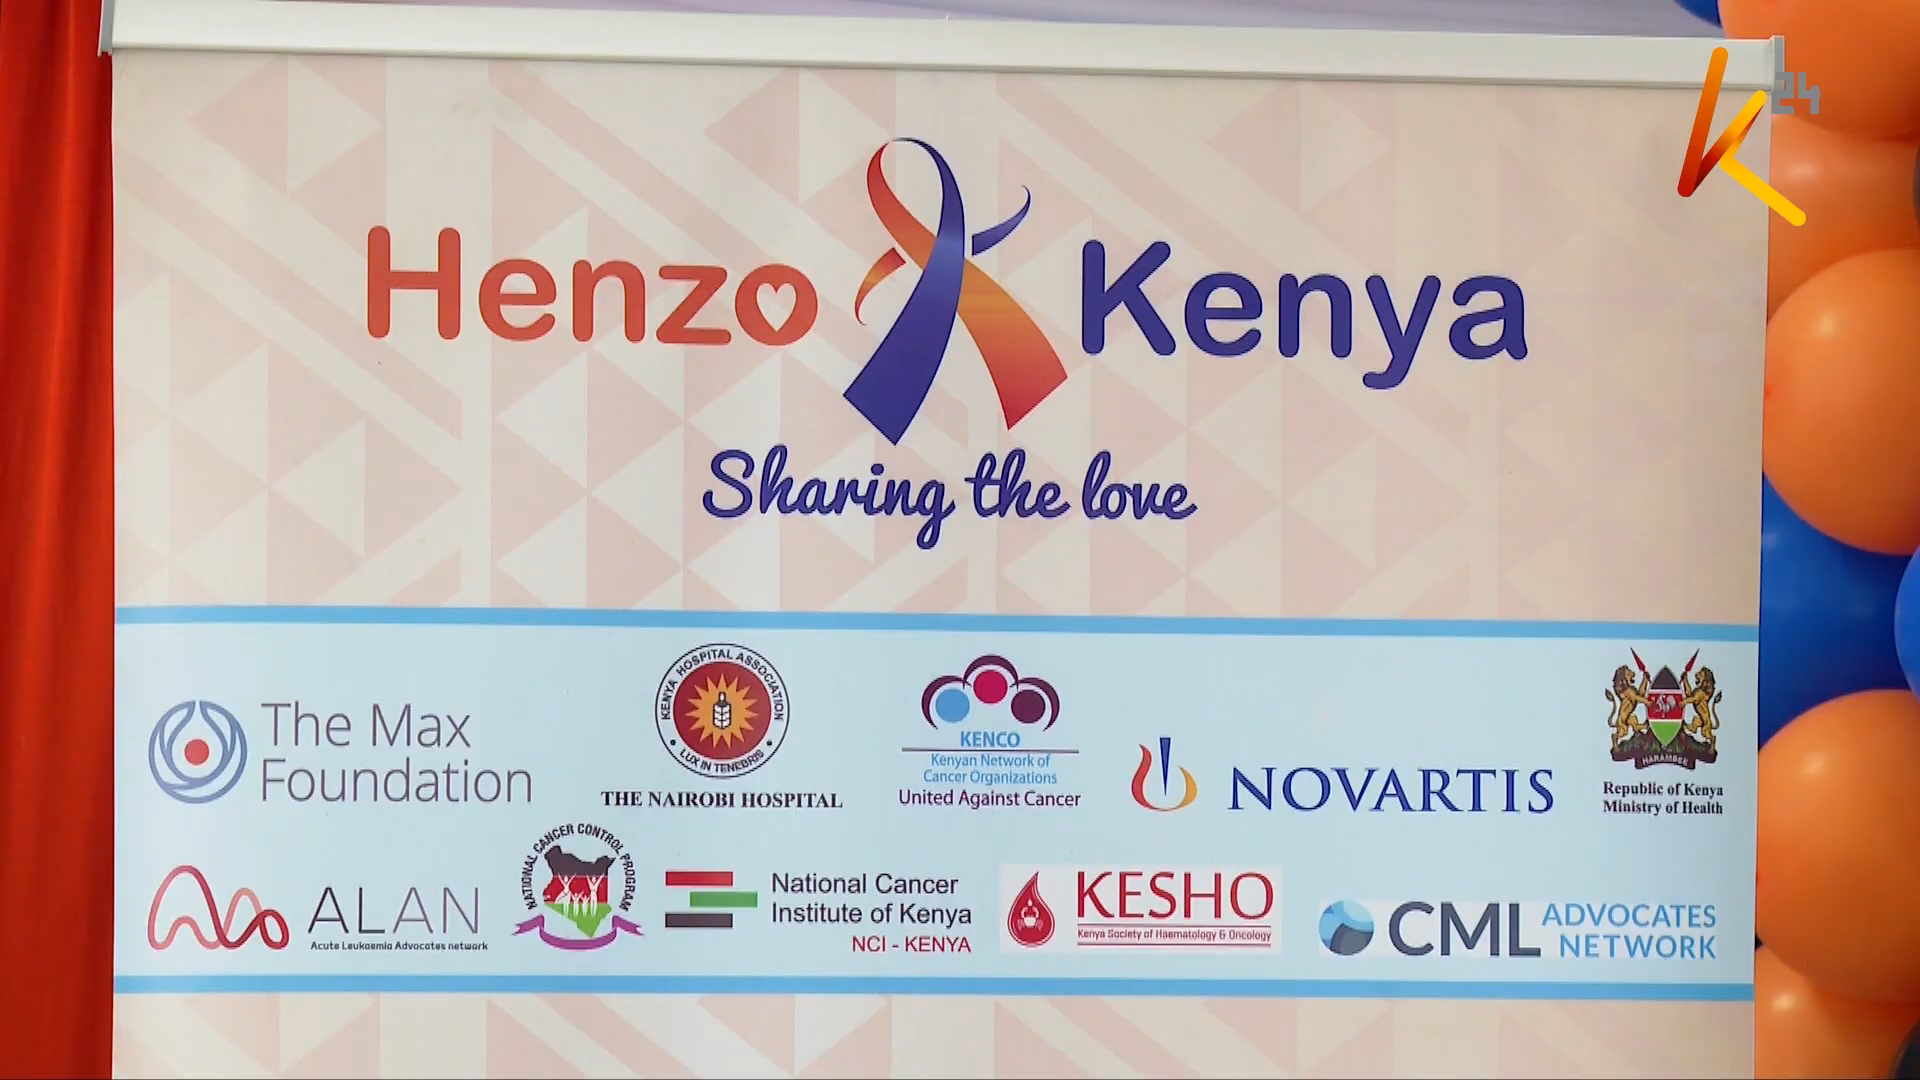 24
Henzo Kenya
Sharing the love
The Max
Foundation
KENYA HOSPITAL ASSOCIATION
LUX IN TENEBRIS
THE NAIROBI HOSPITAL
KENCO
Kenyan Network of
Cancer Organizations
United Against Cancer
NOVARTIS
HARAMBEE
Republic of Kenya
Ministry of Health
ALAN
Acute Leukaemia Advocates network
NATIONAL CANCER CONTROL PROGRAM
National Cancer
Institute of Kenya
NCI - KENYA
KESHO
Kenya Society of Haematology & Oncology
CML ADVOCATES
NETWORK